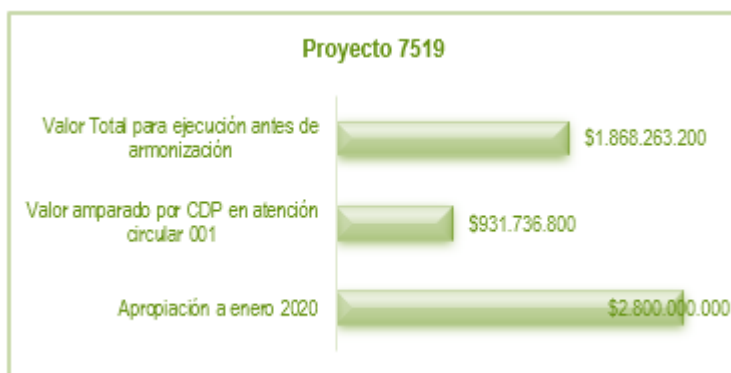 Proyecto 7519
Valor Total para ejecución antes de
armonización
$1.868.263.200
Valor amparado por CDP en atención
circular 001
$931.736.800
Apropiación a enero 2020
$2.800.000.000